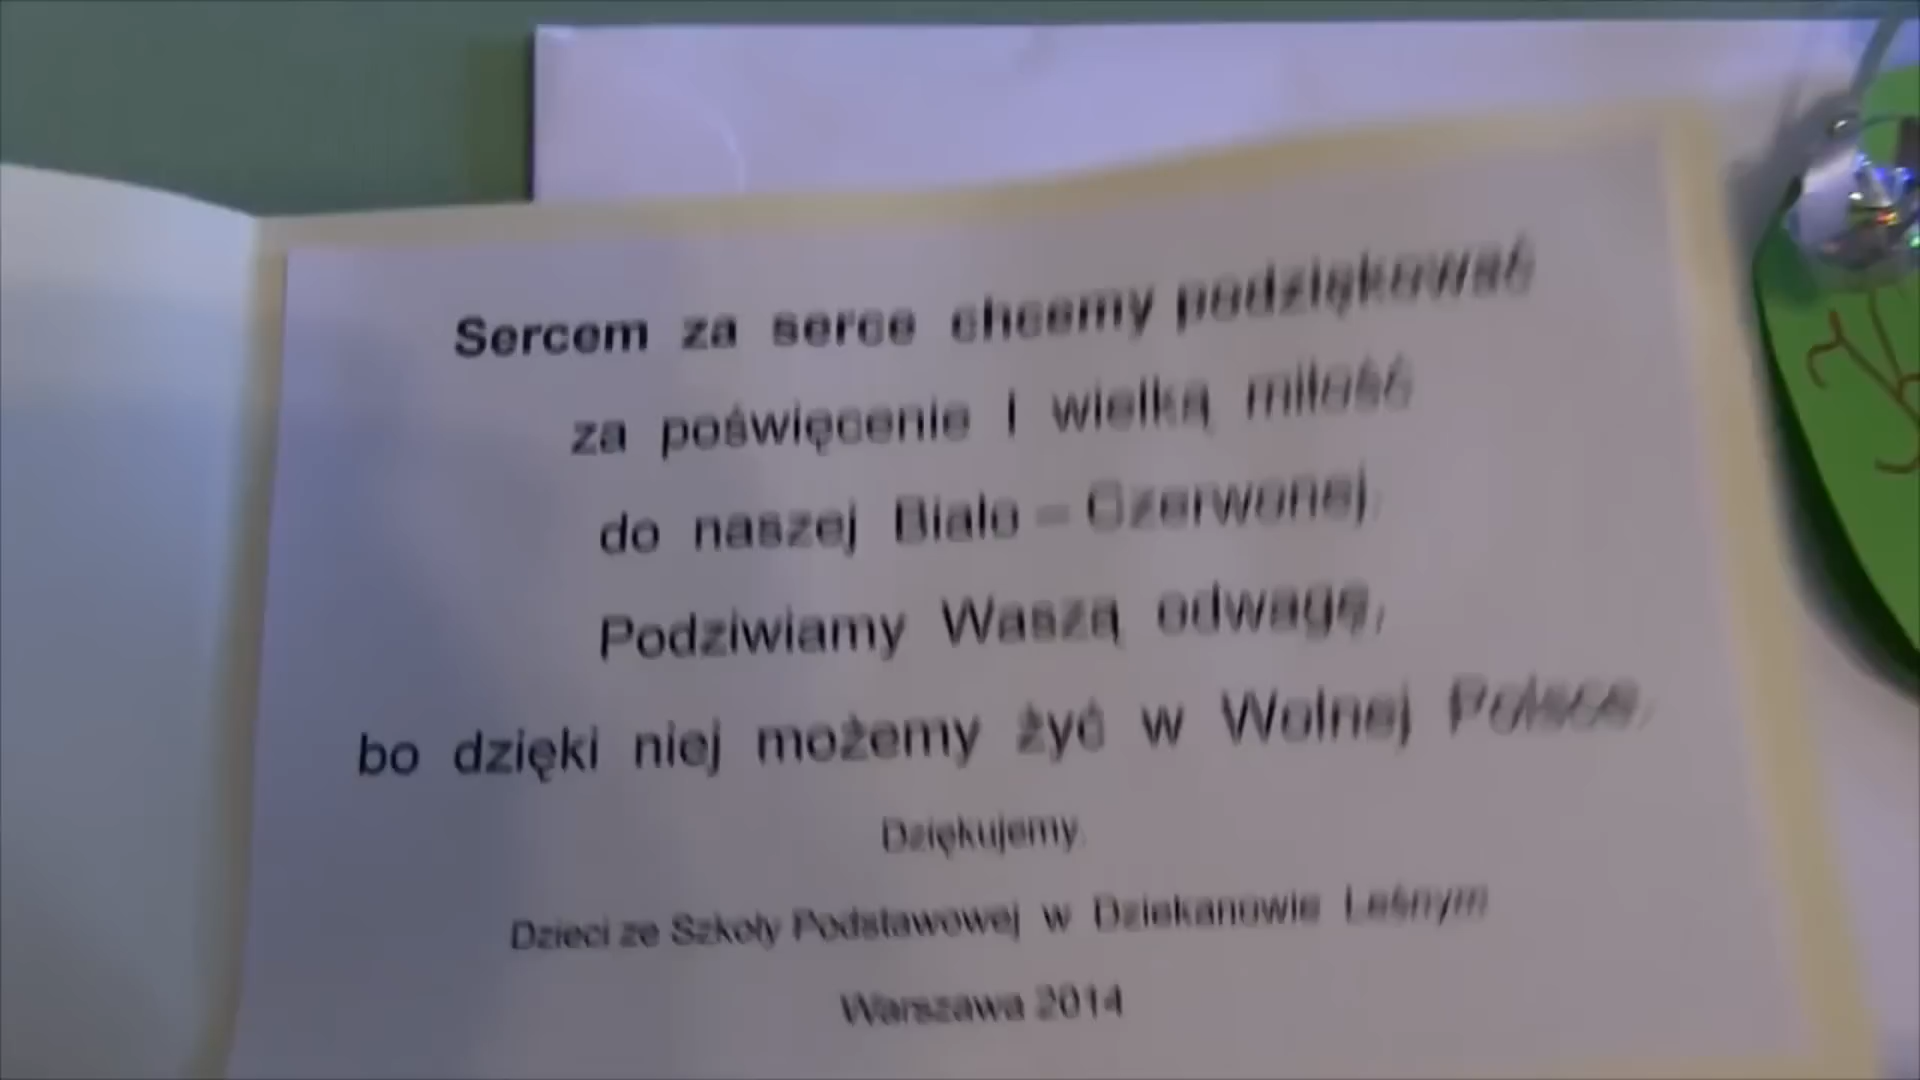 Sercem za serce chcemy podziękować
za poświęcenie i wielką miłość
do naszej Biało – Czerwonej.
Podziwiamy Waszą odwagę,
bo dzięki niej możemy żyć w Wolnej Polsce.
Dziękujemy.
Dzieci ze Szkoły Podstawowej w Dziekanowie Leśnym
Warszawa 2014